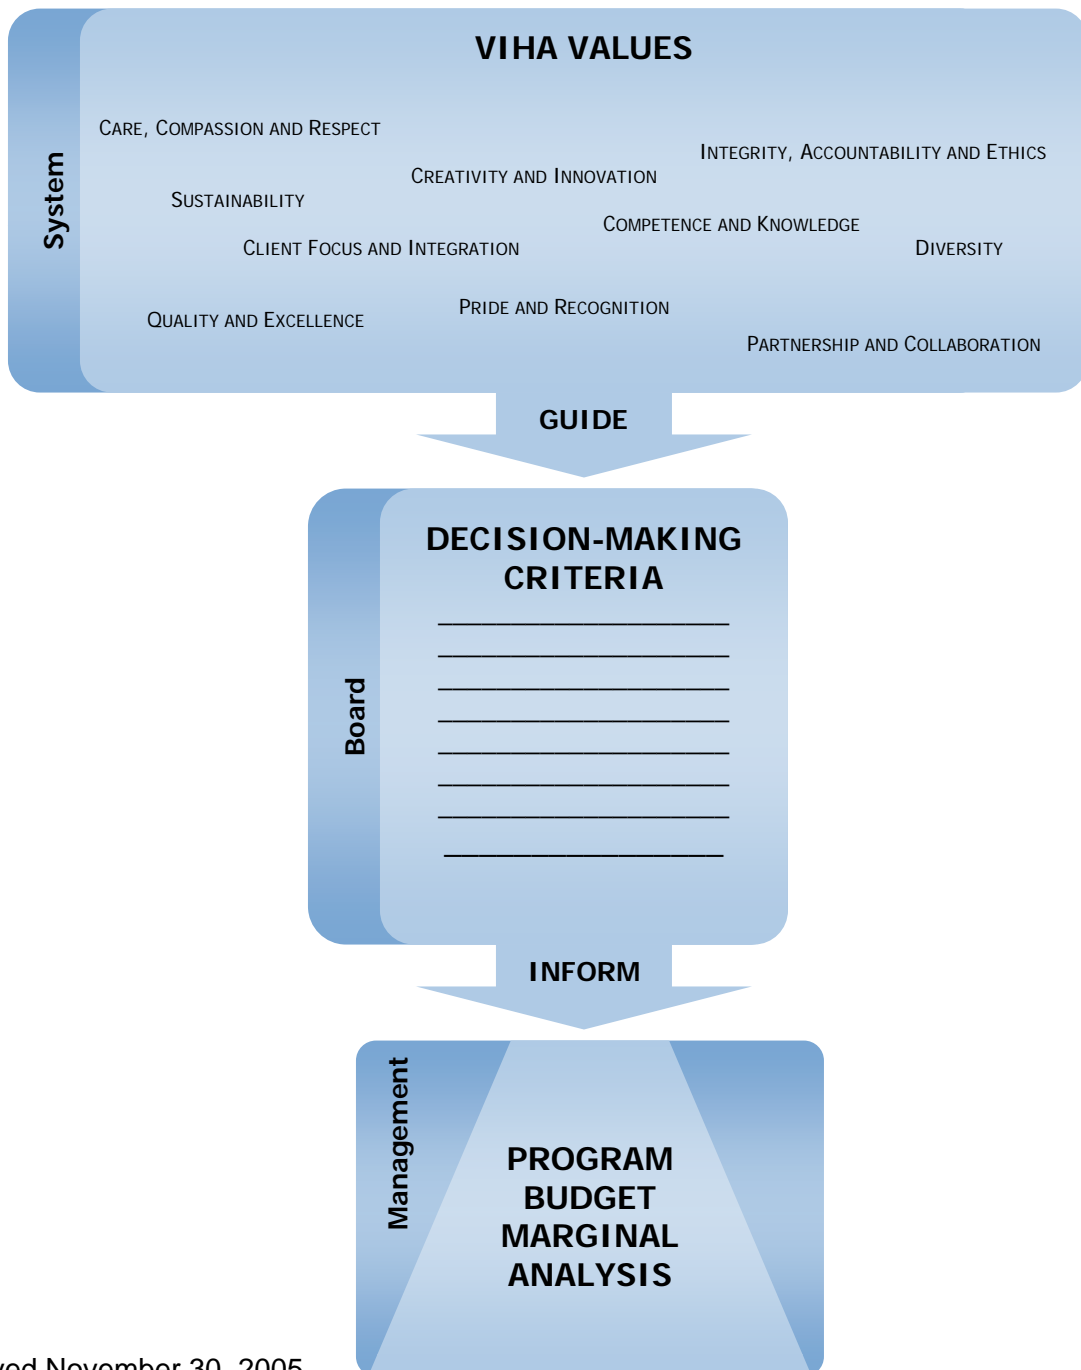 VIHA VALUES
System
CARE, COMPASSION AND RESPECT
INTEGRITY, ACCOUNTABILITY AND ETHICS
CREATIVITY AND INNOVATION
SUSTAINABILITY
COMPETENCE AND KNOWLEDGE
CLIENT FOCUS AND INTEGRATION
DIVERSITY
PRIDE AND RECOGNITION
QUALITY AND EXCELLENCE
PARTNERSHIP AND COLLABORATION
GUIDE
Board
DECISION-MAKING
CRITERIA
INFORM
Management
PROGRAM
BUDGET
MARGINAL
ANALYSIS
November 30, 2005